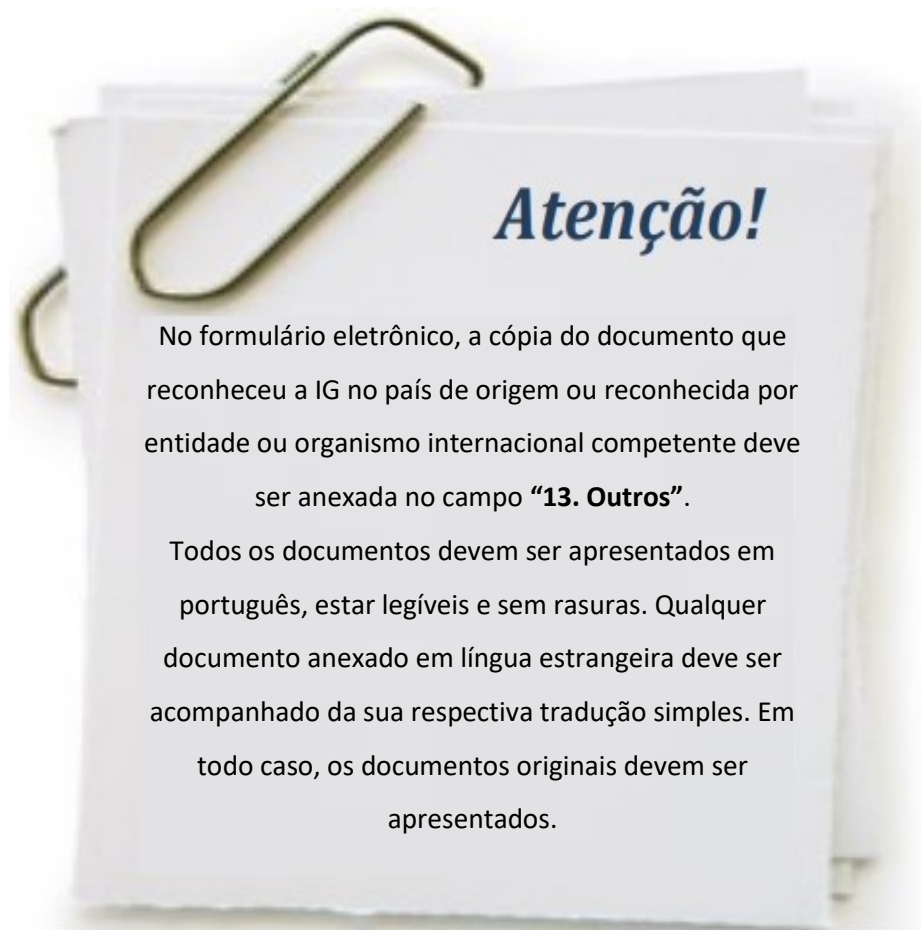 Atenção!
No formulário eletrônico, a cópia do documento que
reconheceu a IG no país de origem ou reconhecida por
entidade ou organismo internacional competente deve
ser anexada no campo “13. Outros”.
Todos os documentos devem ser apresentados em
português, estar legíveis e sem rasuras. Qualquer
documento anexado em língua estrangeira deve ser
acompanhado da sua respectiva tradução simples. Em
todo caso, os documentos originais devem ser
apresentados.